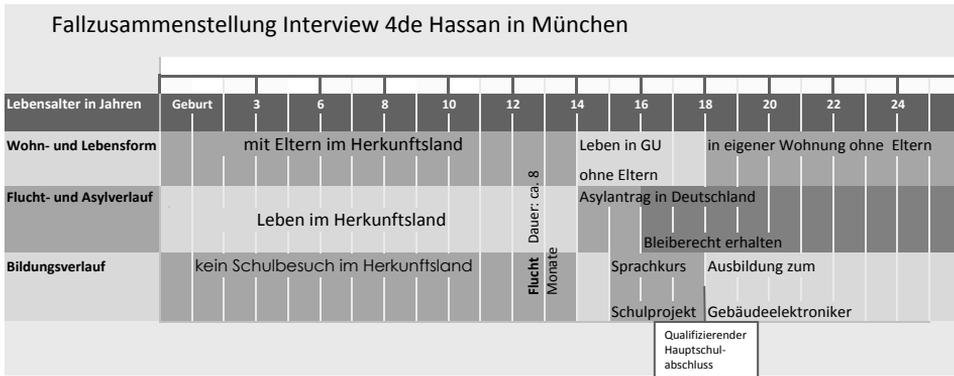 Fallzusammenstellung Interview 4de Hassan in München
Lebensalter in Jahren Geburt 3 6 8 10 12 14 16 18 20 22 24
Wohn- und Lebensform mit Eltern im Herkunftsland Leben in GU in eigener Wohnung ohne Eltern
ohne Eltern
Flucht- und Asylverlauf Asylantrag in Deutschland
Leben im Herkunftsland
Bleiberecht erhalten
Flucht Dauer: ca. 8
Monate
Bildungsverlauf kein Schulbesuch im Herkunftsland Sprachkurs Ausbildung zum
Schulprojekt Gebäudeelektroniker
Qualifizierender
Hauptschul-
abschluss